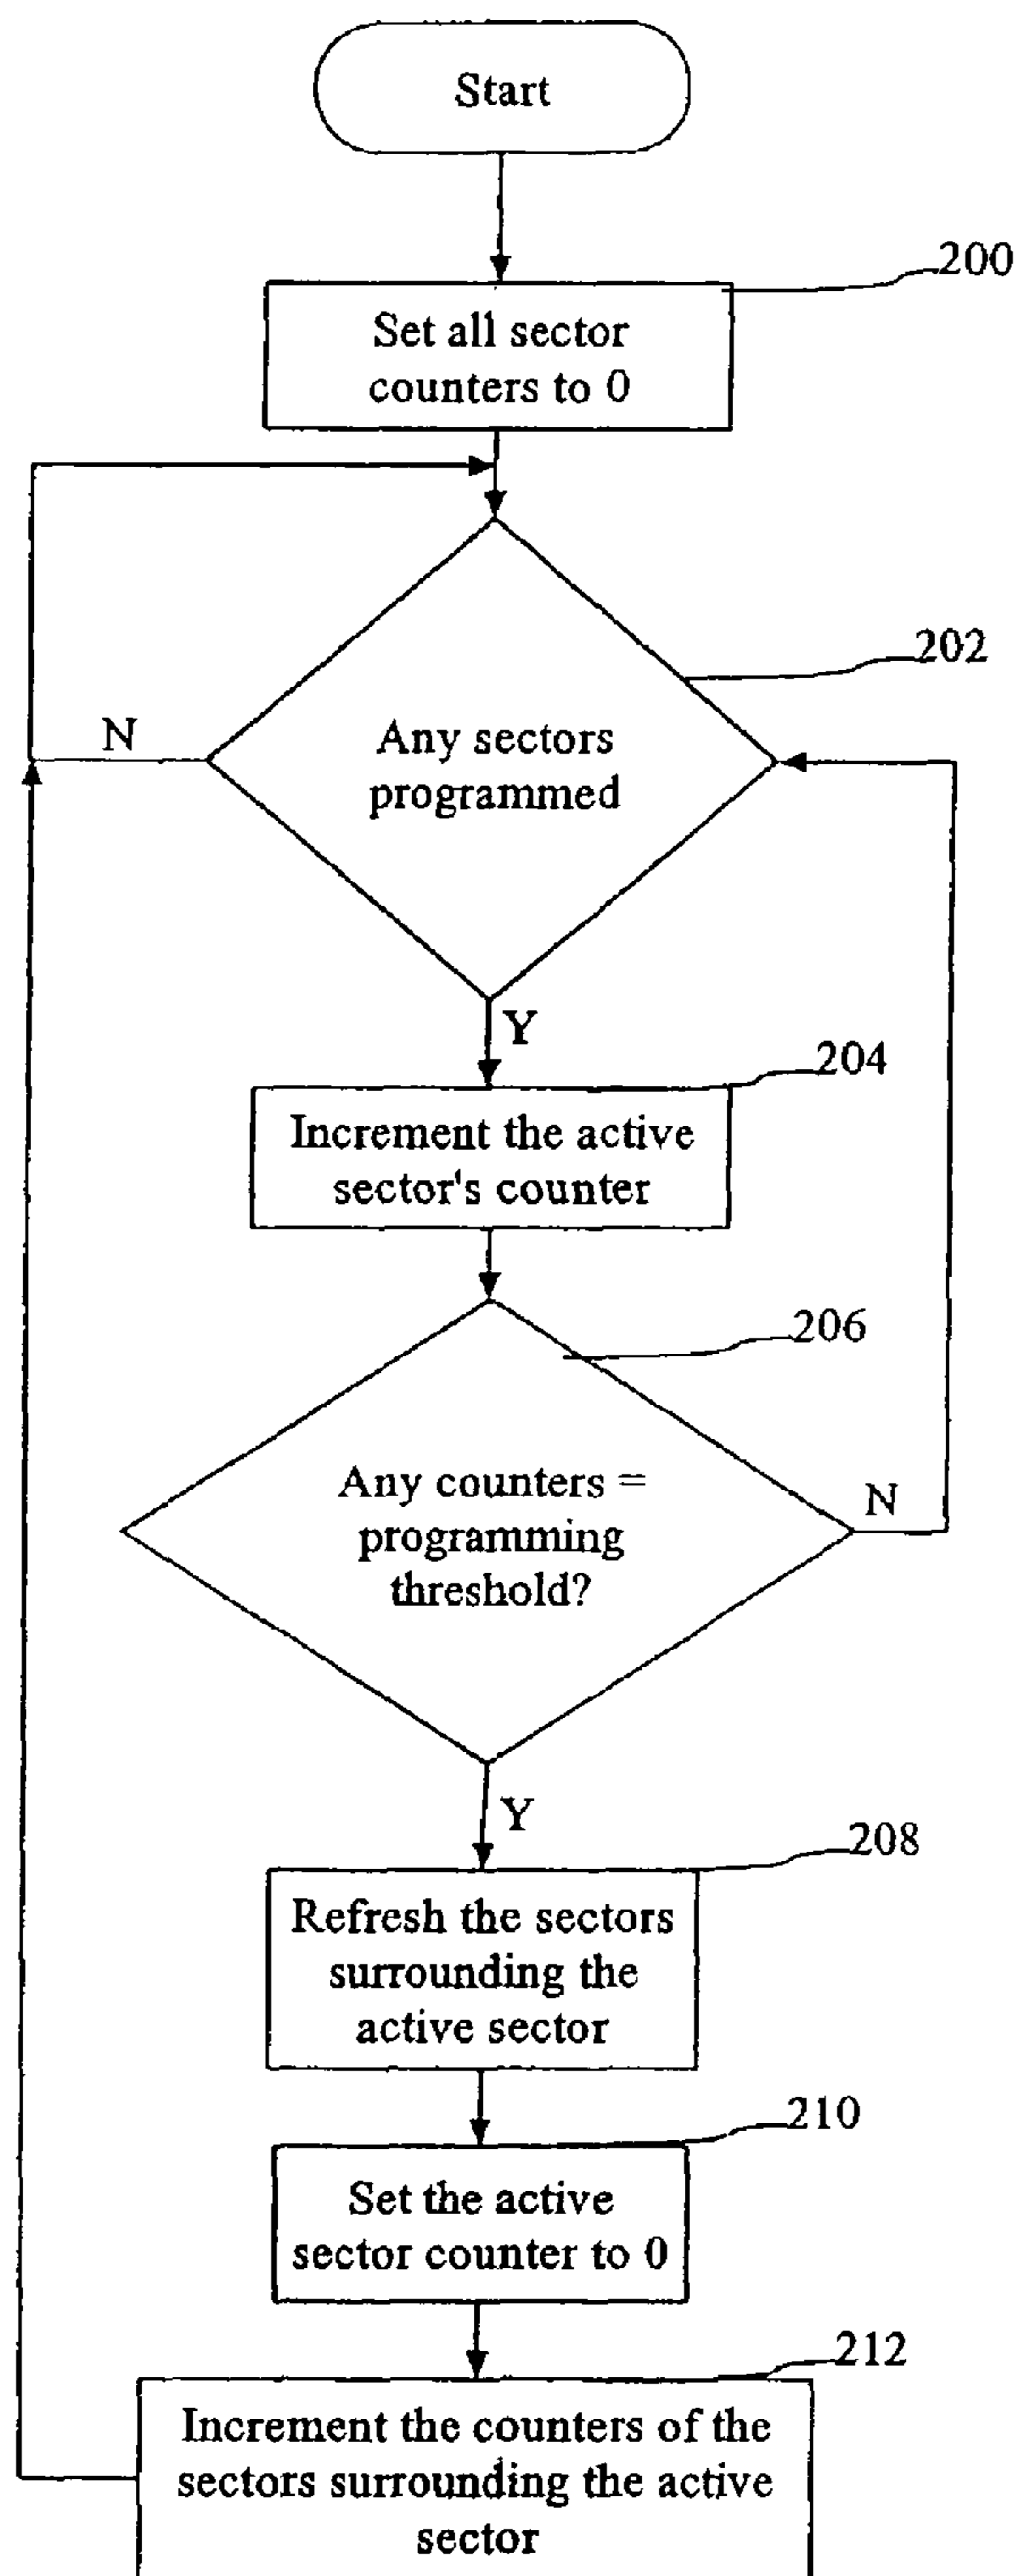 Start
200
Set all sector
counters to 0
202
N
Any sectors
programmed
Y
204
Increment the active
sector's counter
206
Any counters =
programming
threshold?
N
Y
208
Refresh the sectors
surrounding the
active sector
210
Set the active
sector counter to 0
212
Increment the counters of the
sectors surrounding the active
sector